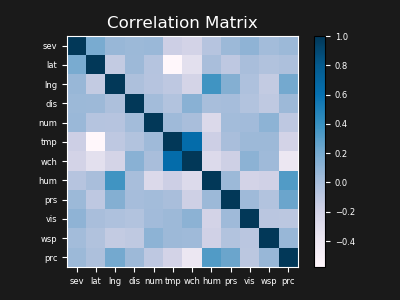 Correlation Matrix
sev
lat
lng
dis
num
tmp
wch
hum
prs
vis
wsp
prc
sev lat lng dis num tmp wch hum prs vis wsp prc
1.0
0.8
0.6
0.4
0.2
0.0
−0.2
−0.4